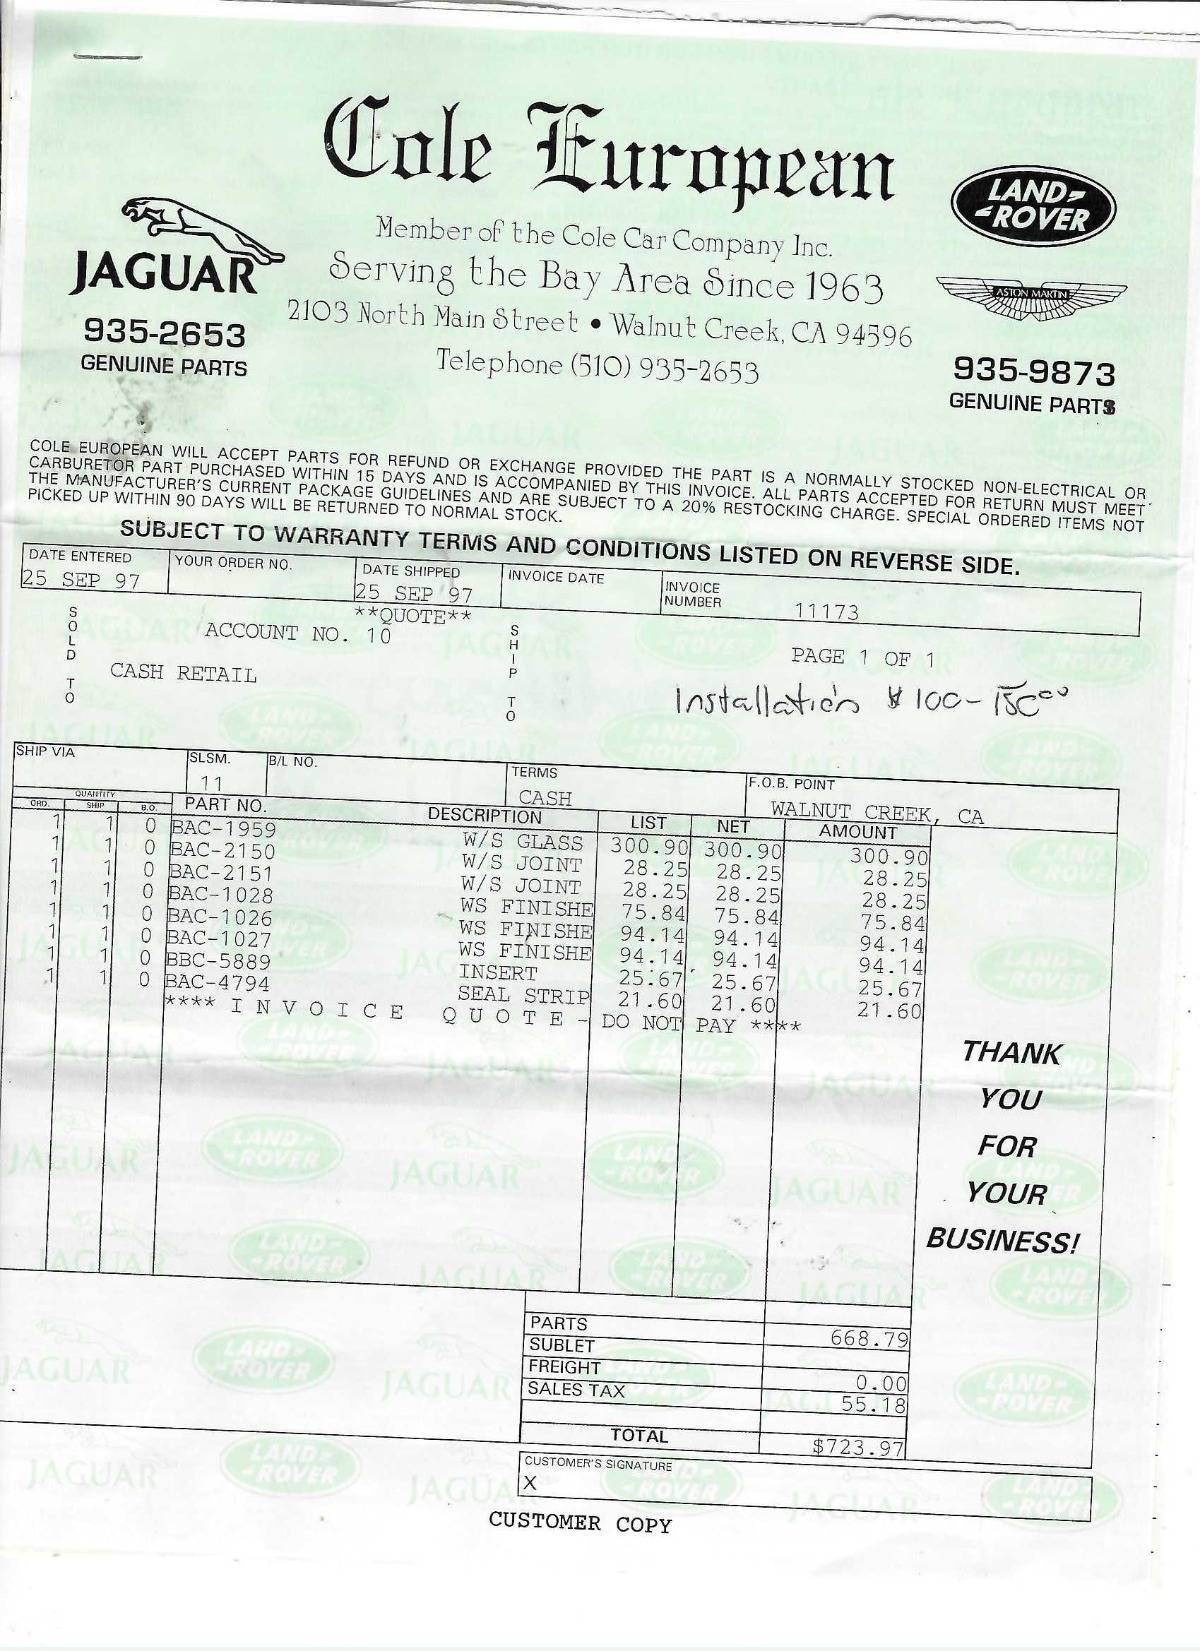 Cole European
Member of the Cole Car Company Inc.
Serving the Bay Area Since 1963
2103 North Main Street • Walnut Creek, CA 94596
Telephone (510) 935-2653
JAGUAR
935-2653
GENUINE PARTS
LAND-
-ROVER
ASTON MARTIN
935-9873
GENUINE PARTS
COLE EUROPEAN WILL ACCEPT PARTS FOR REFUND OR EXCHANGE PROVIDED THE PART IS A NORMALLY STOCKED NON-ELECTRICAL OR
CARBURETOR PART PURCHASED WITHIN 15 DAYS AND IS ACCOMPANIED BY THIS INVOICE. ALL PARTS ACCEPTED FOR RETURN MUST MEET
THE MANUFACTURER'S CURRENT PACKAGE GUIDELINES AND ARE SUBJECT TO A 20% RESTOCKING CHARGE. SPECIAL ORDERED ITEMS NOT
PICKED UP WITHIN 90 DAYS WILL BE RETURNED TO NORMAL STOCK.
SUBJECT TO WARRANTY TERMS AND CONDITIONS LISTED ON REVERSE SIDE.
DATE ENTERED YOUR ORDER NO. DATE SHIPPED INVOICE DATE INVOICE NUMBER
25 SEP 97 25 SEP 97 11173
**QUOTE**
SOLD TO ACCOUNT NO. 10 SHIP TO PAGE 1 OF 1
CASH RETAIL
Installation $100-150.00
SHIP VIA SLSM. B/L NO. TERMS F.O.B. POINT
11 CASH WALNUT CREEK, CA
QUANTITY
ORD. SHIP B.O. PART NO. DESCRIPTION LIST NET AMOUNT
1 1 0 BAC-1959 W/S GLASS 300.90 300.90 300.90
1 1 0 BAC-2150 W/S JOINT 28.25 28.25 28.25
1 1 0 BAC-2151 W/S JOINT 28.25 28.25 28.25
1 1 0 BAC-1028 WS FINISHE 75.84 75.84 75.84
1 1 0 BAC-1026 WS FINISHE 94.14 94.14 94.14
1 1 0 BAC-1027 WS FINISHE 94.14 94.14 94.14
1 1 0 BBC-5889 INSERT 25.67 25.67 25.67
1 1 0 BAC-4794 SEAL STRIP 21.60 21.60 21.60
**** I N V O I C E Q U O T E - DO NOT PAY ****
THANK
YOU
FOR
YOUR
BUSINESS!
PARTS 668.79
SUBLET
FREIGHT 0.00
SALES TAX 55.18
TOTAL $723.97
CUSTOMER'S SIGNATURE
X
CUSTOMER COPY